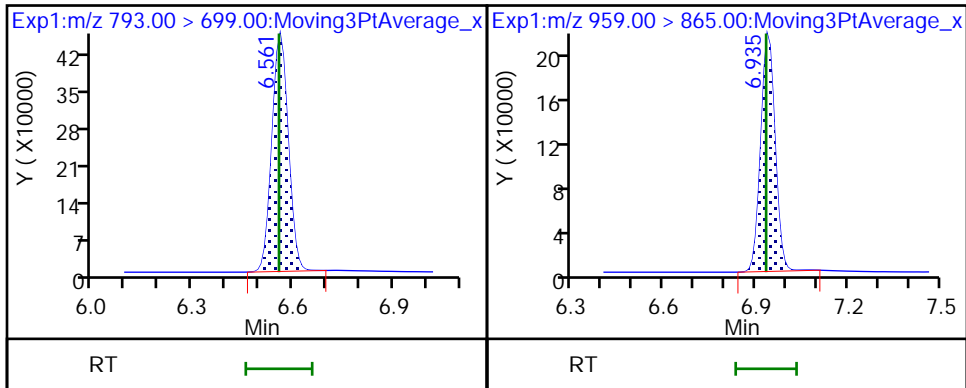 Exp1:m/z 793.00 > 699.00:Moving3PtAverage_x
Y ( X10000)
42
35
28
21
14
7
0
6.561
6.0 6.3 6.6 6.9
Min
RT
Exp1:m/z 959.00 > 865.00:Moving3PtAverage_x
Y ( X10000)
20
16
12
8
4
0
6.935
6.3 6.6 6.9 7.2 7.5
Min
RT